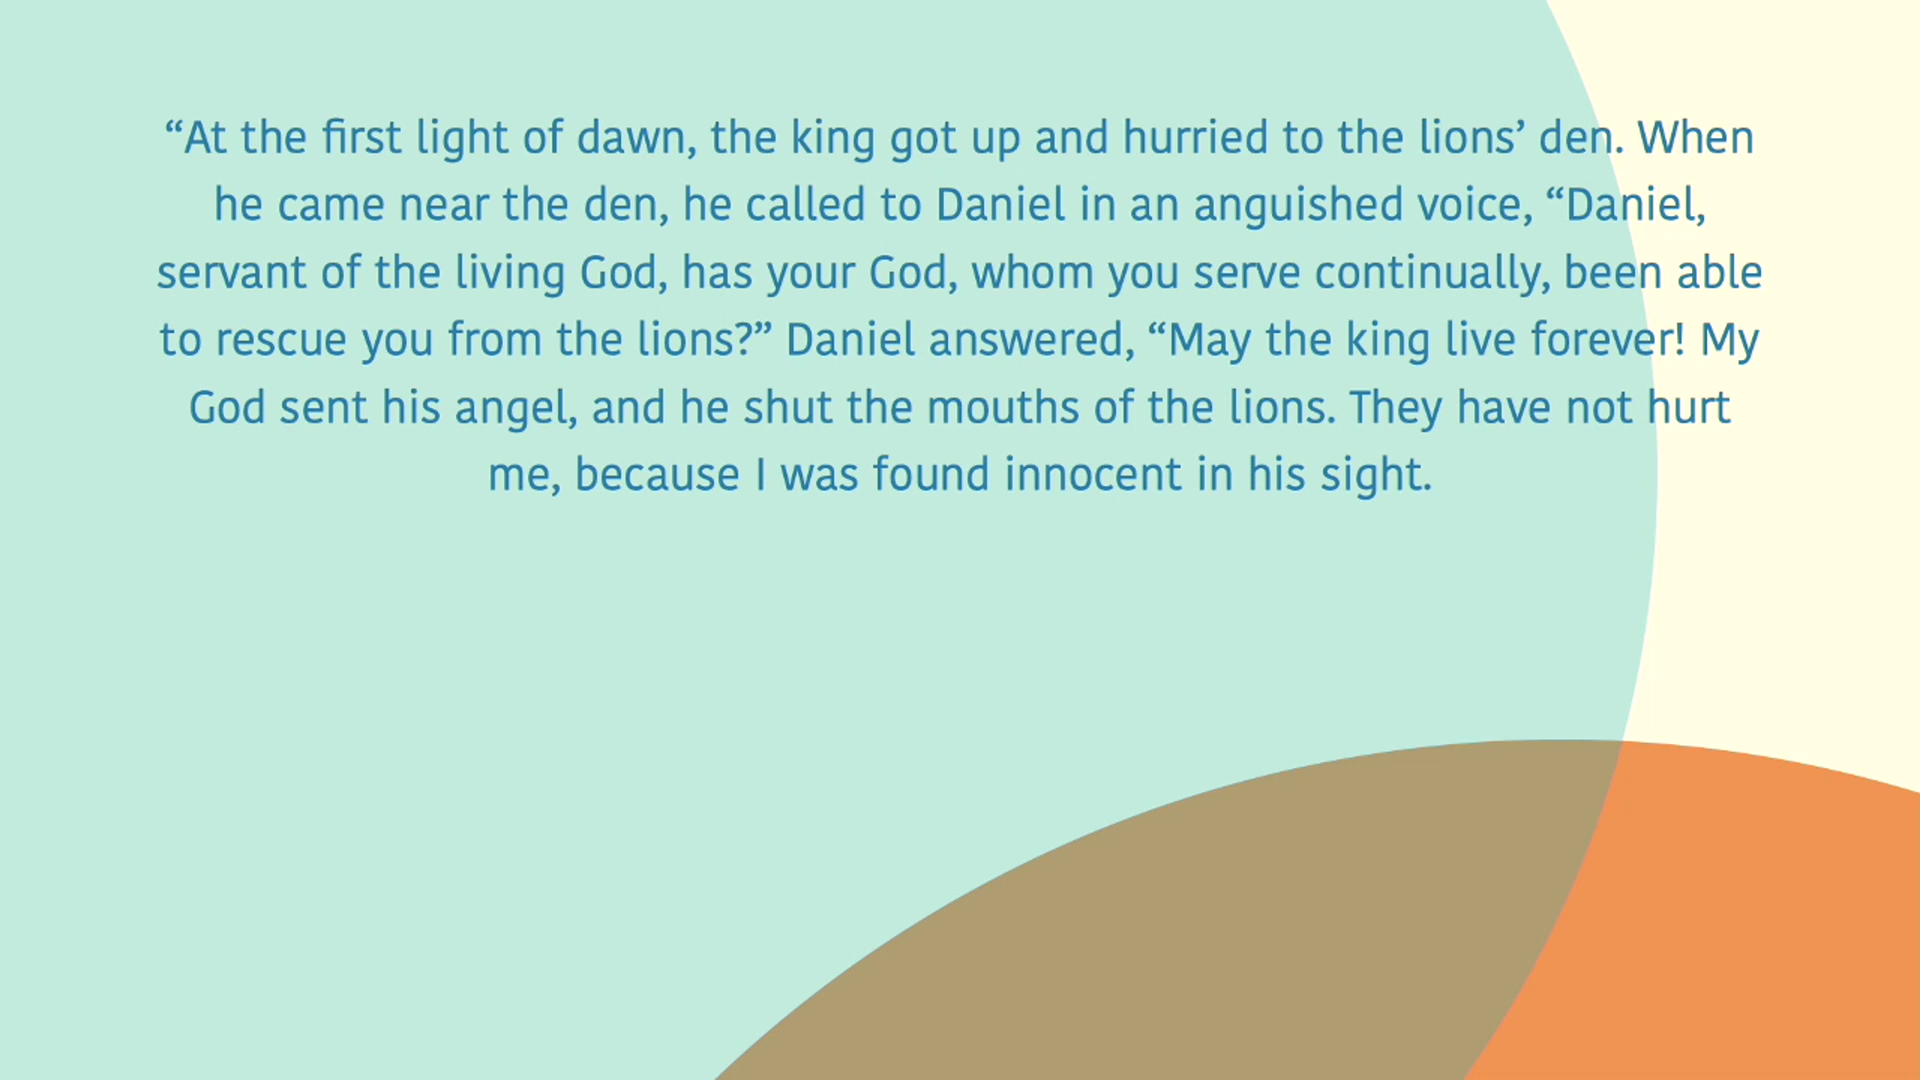 “At the first light of dawn, the king got up and hurried to the lions’ den. When
he came near the den, he called to Daniel in an anguished voice, “Daniel,
servant of the living God, has your God, whom you serve continually, been able
to rescue you from the lions?” Daniel answered, “May the king live forever! My
God sent his angel, and he shut the mouths of the lions. They have not hurt
me, because I was found innocent in his sight.